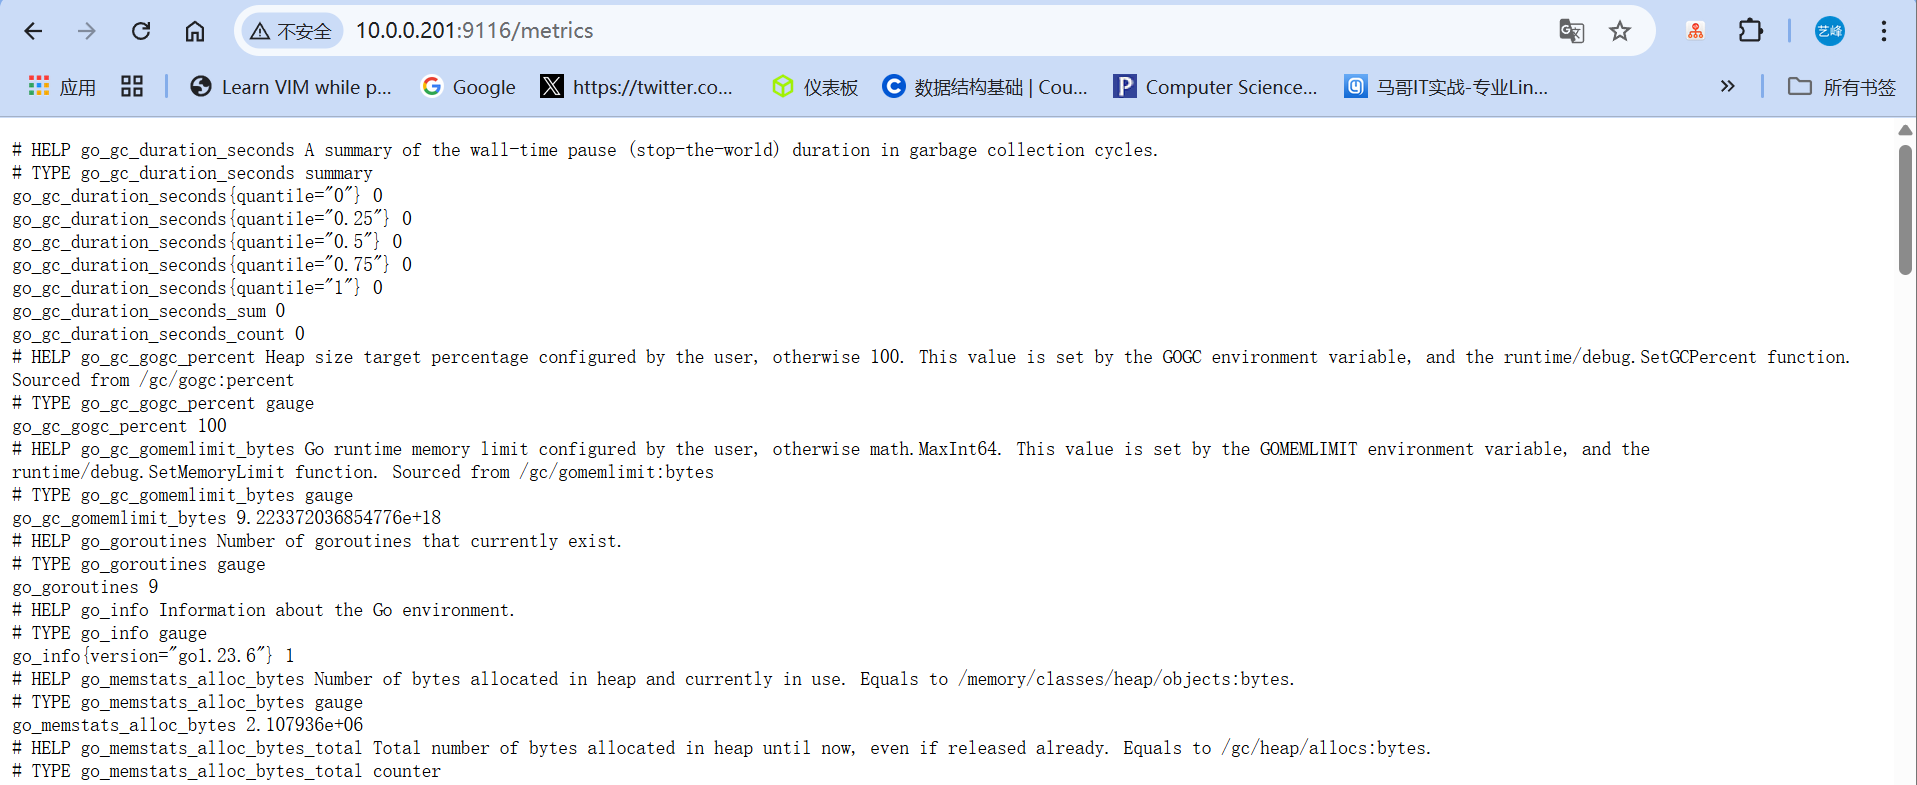 不安全
10.0.0.201:9116/metrics
艺峰
应用
Learn VIM while p...
Google
https://twitter.co...
仪表板
数据结构基础 | Cou...
Computer Science...
马哥IT实战-专业Lin...
»
所有书签
# HELP go_gc_duration_seconds A summary of the wall-time pause (stop-the-world) duration in garbage collection cycles.
# TYPE go_gc_duration_seconds summary
go_gc_duration_seconds{quantile="0"} 0
go_gc_duration_seconds{quantile="0.25"} 0
go_gc_duration_seconds{quantile="0.5"} 0
go_gc_duration_seconds{quantile="0.75"} 0
go_gc_duration_seconds{quantile="1"} 0
go_gc_duration_seconds_sum 0
go_gc_duration_seconds_count 0
# HELP go_gc_gogc_percent Heap size target percentage configured by the user, otherwise 100. This value is set by the GOGC environment variable, and the runtime/debug.SetGCPercent function.
Sourced from /gc/gogc:percent
# TYPE go_gc_gogc_percent gauge
go_gc_gogc_percent 100
# HELP go_gc_gomemlimit_bytes Go runtime memory limit configured by the user, otherwise math.MaxInt64. This value is set by the GOMEMLIMIT environment variable, and the
runtime/debug.SetMemoryLimit function. Sourced from /gc/gomemlimit:bytes
# TYPE go_gc_gomemlimit_bytes gauge
go_gc_gomemlimit_bytes 9.223372036854776e+18
# HELP go_goroutines Number of goroutines that currently exist.
# TYPE go_goroutines gauge
go_goroutines 9
# HELP go_info Information about the Go environment.
# TYPE go_info gauge
go_info{version="go1.23.6"} 1
# HELP go_memstats_alloc_bytes Number of bytes allocated in heap and currently in use. Equals to /memory/classes/heap/objects:bytes.
# TYPE go_memstats_alloc_bytes gauge
go_memstats_alloc_bytes 2.107936e+06
# HELP go_memstats_alloc_bytes_total Total number of bytes allocated in heap until now, even if released already. Equals to /gc/heap/allocs:bytes.
# TYPE go_memstats_alloc_bytes_total counter